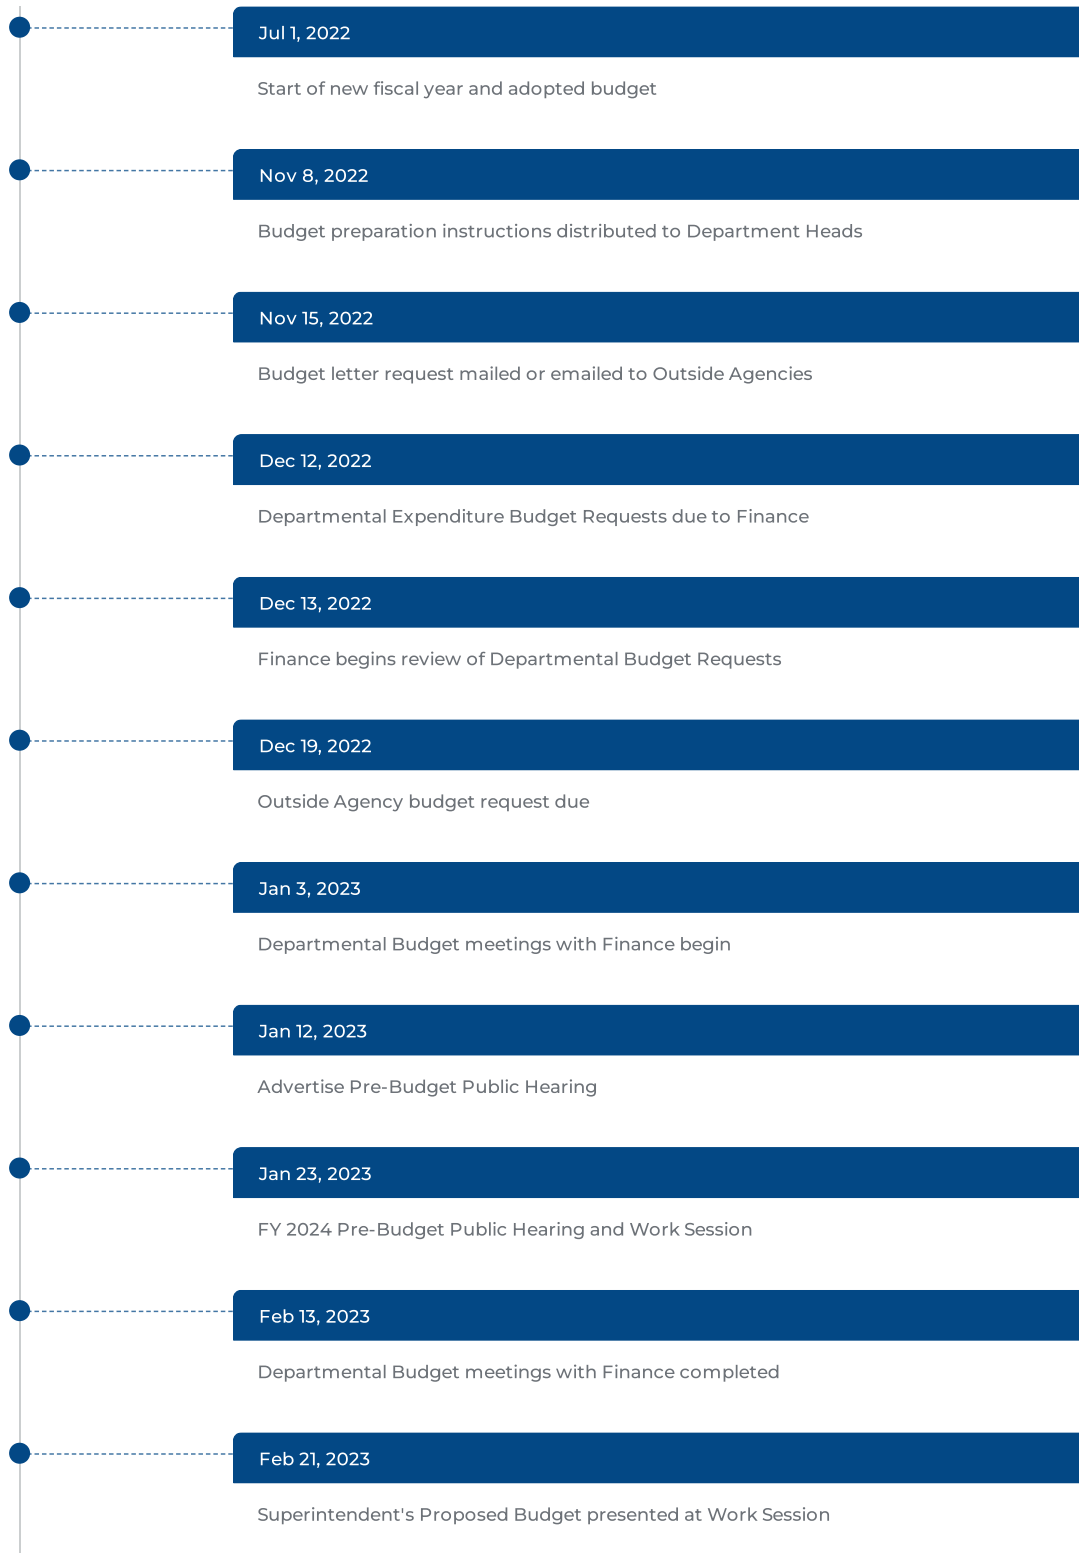 Jul 1, 2022
Start of new fiscal year and adopted budget
Nov 8, 2022
Budget preparation instructions distributed to Department Heads
Nov 15, 2022
Budget letter request mailed or emailed to Outside Agencies
Dec 12, 2022
Departmental Expenditure Budget Requests due to Finance
Dec 13, 2022
Finance begins review of Departmental Budget Requests
Dec 19, 2022
Outside Agency budget request due
Jan 3, 2023
Departmental Budget meetings with Finance begin
Jan 12, 2023
Advertise Pre-Budget Public Hearing
Jan 23, 2023
FY 2024 Pre-Budget Public Hearing and Work Session
Feb 13, 2023
Departmental Budget meetings with Finance completed
Feb 21, 2023
Superintendent's Proposed Budget presented at Work Session